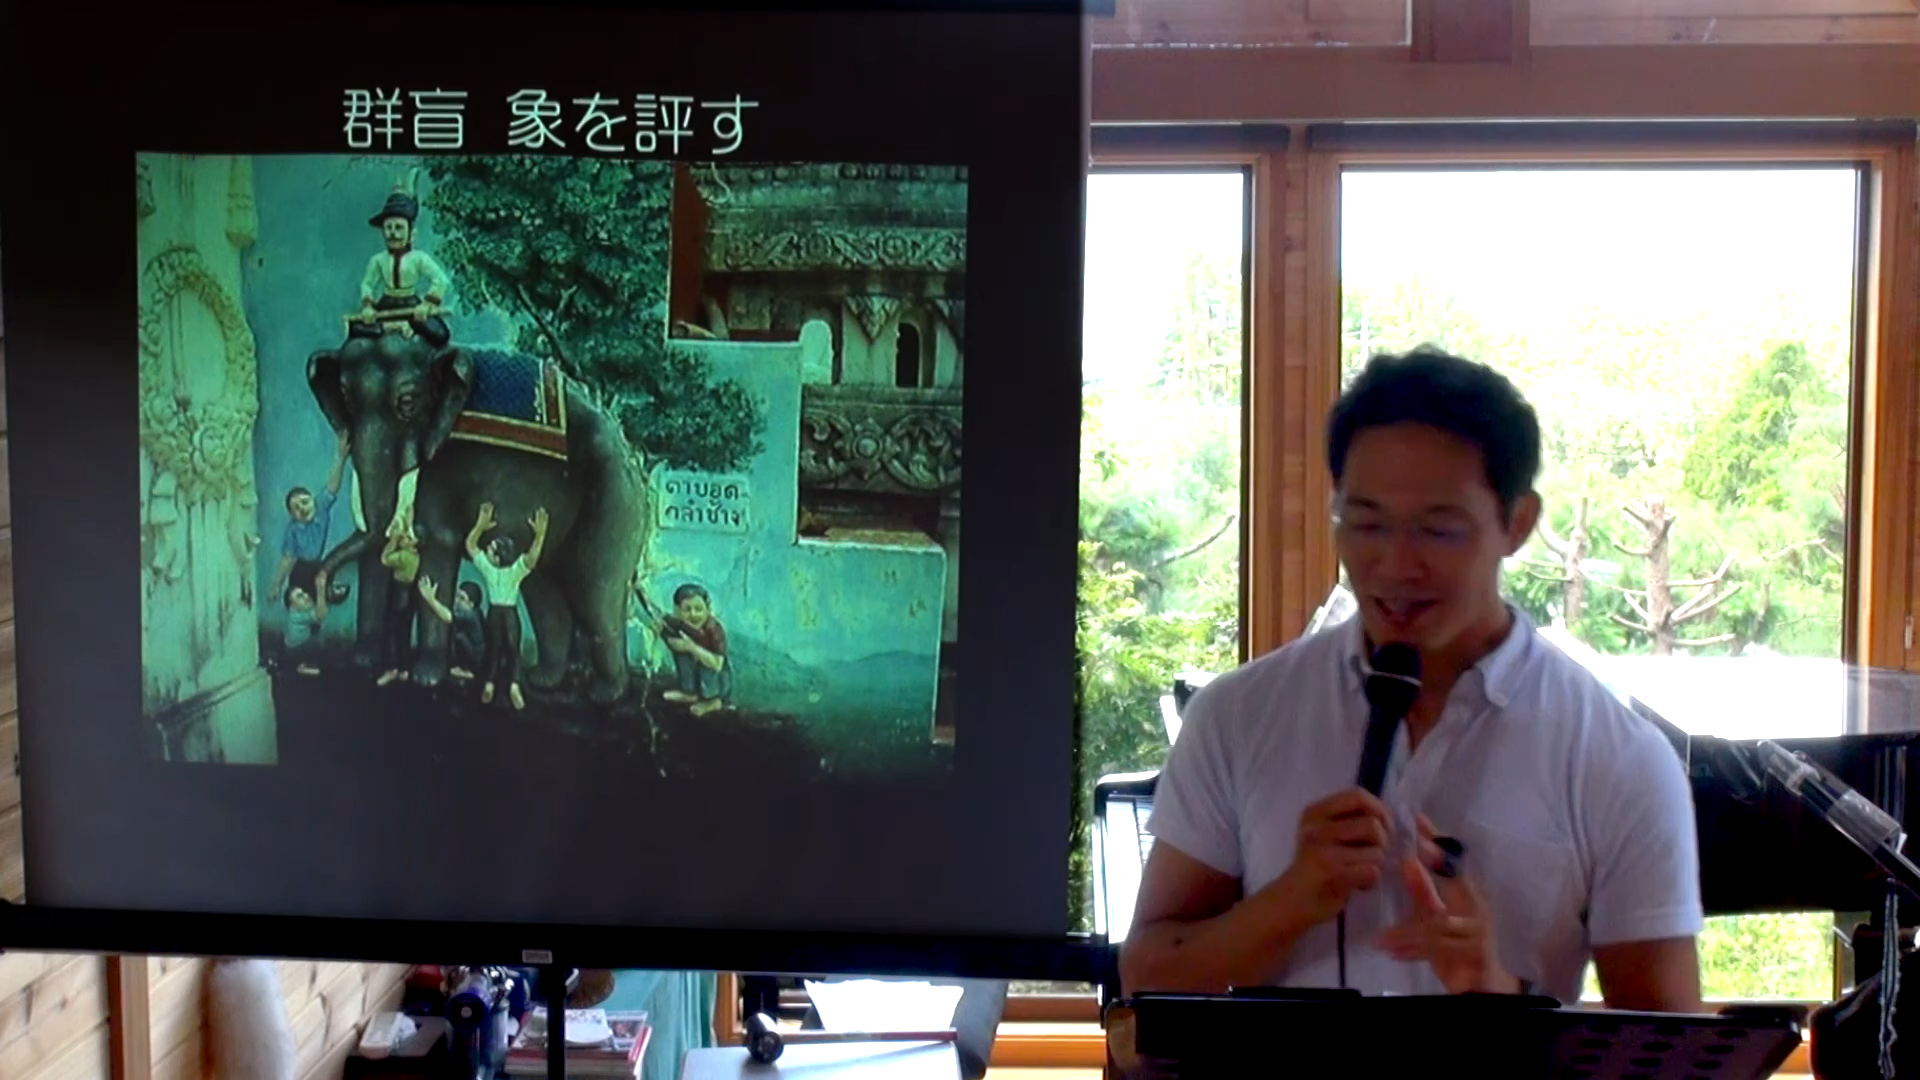 群盲 象を評す
ตาบอด
คลำช้าง